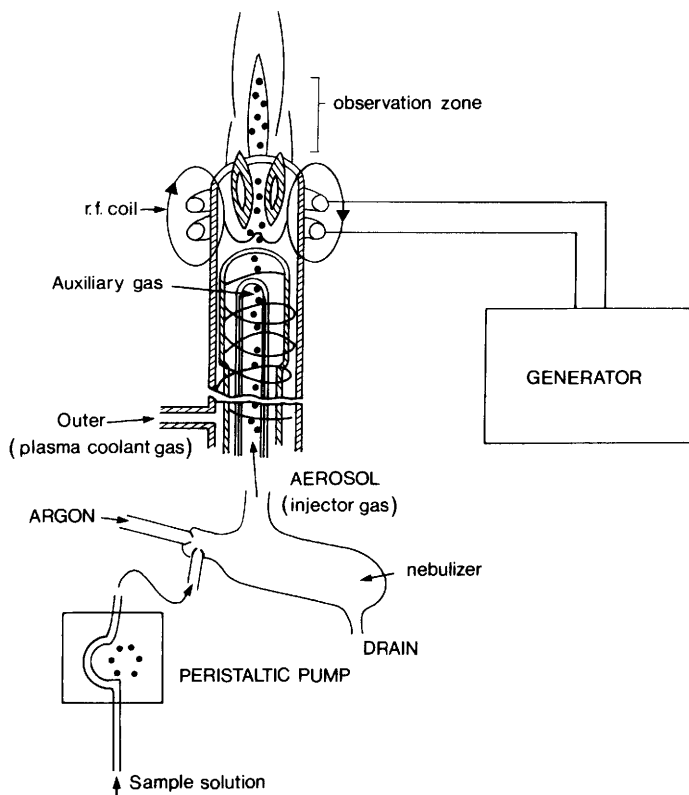 observation zone
r.f. coil
Auxiliary gas
GENERATOR
Outer
(plasma coolant gas)
AEROSOL
(injector gas)
ARGON
nebulizer
DRAIN
PERISTALTIC PUMP
Sample solution